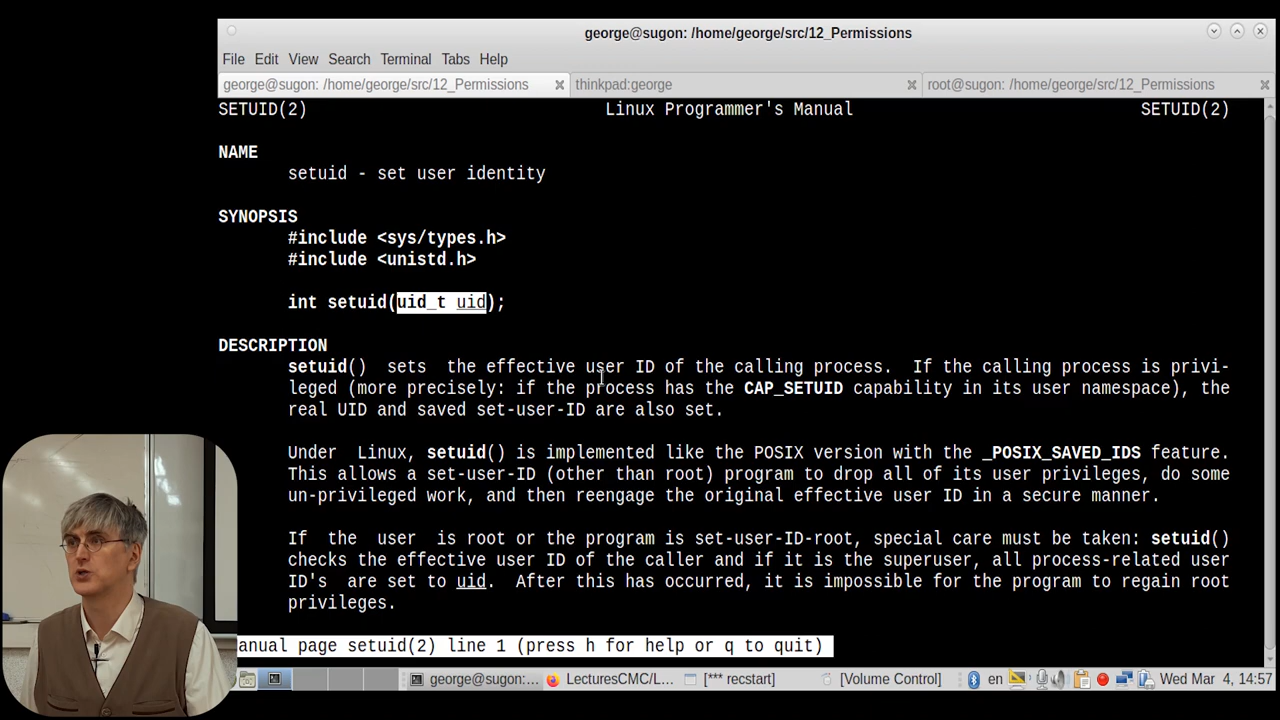 george@sugon: /home/george/src/12_Permissions
File Edit View Search Terminal Tabs Help
george@sugon: /home/george/src/12_Permissions thinkpad:george root@sugon: /home/george/src/12_Permissions
SETUID(2) Linux Programmer's Manual SETUID(2)
NAME
setuid - set user identity
SYNOPSIS
#include <sys/types.h>
#include <unistd.h>
int setuid(uid_t uid);
DESCRIPTION
setuid() sets the effective user ID of the calling process. If the calling process is privi-
leged (more precisely: if the process has the CAP_SETUID capability in its user namespace), the
real UID and saved set-user-ID are also set.
Under Linux, setuid() is implemented like the POSIX version with the _POSIX_SAVED_IDS feature.
This allows a set-user-ID (other than root) program to drop all of its user privileges, do some
un-privileged work, and then reengage the original effective user ID in a secure manner.
If the user is root or the program is set-user-ID-root, special care must be taken: setuid()
checks the effective user ID of the caller and if it is the superuser, all process-related user
ID's are set to uid. After this has occurred, it is impossible for the program to regain root
privileges.
anual page setuid(2) line 1 (press h for help or q to quit)
george@sugon:... LecturesCMC/L... [*** recstart] [Volume Control] en Wed Mar 4, 14:57